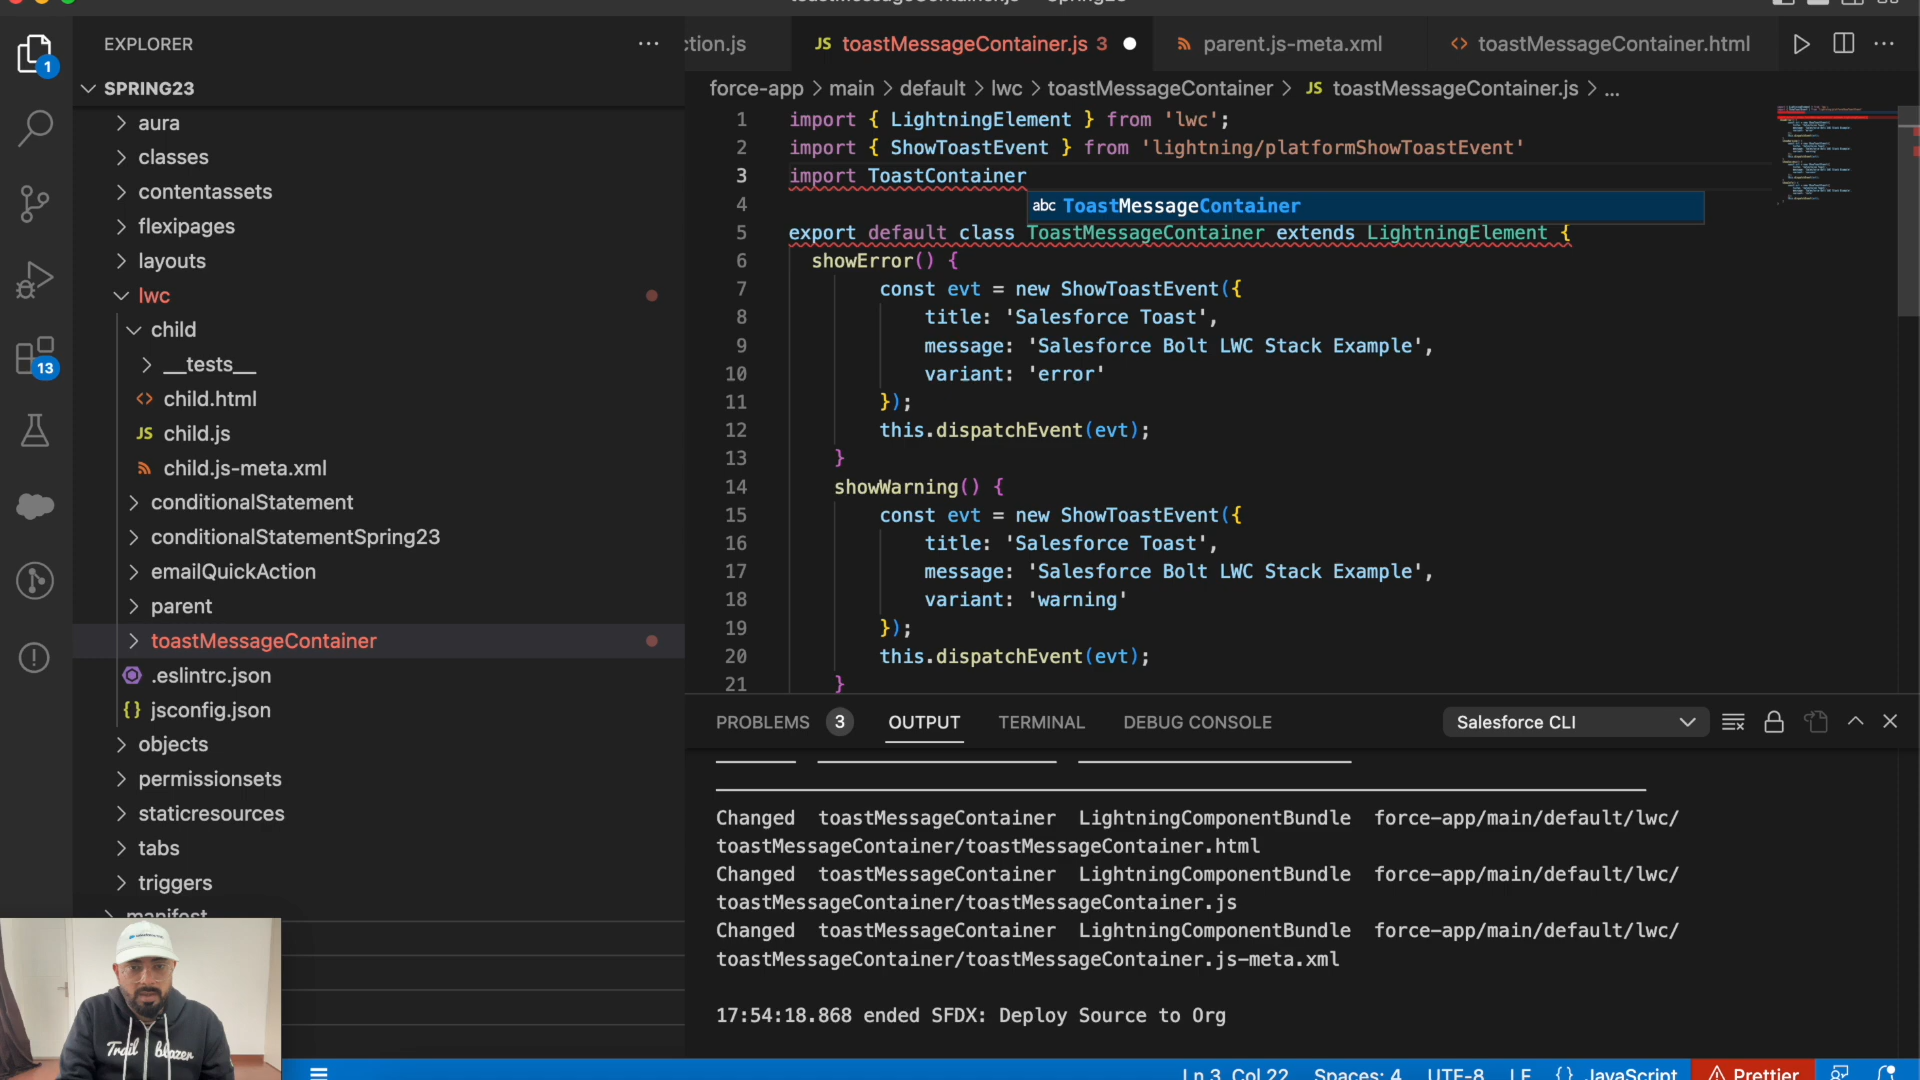 EXPLORER
SPRING23
aura
classes
contentassets
flexipages
layouts
lwc
child
__tests__
child.html
JS child.js
child.js-meta.xml
conditionalStatement
conditionalStatementSpring23
emailQuickAction
parent
toastMessageContainer
.eslintrc.json
{} jsconfig.json
objects
permissionsets
staticresources
tabs
triggers
manifest
1
13
ction.js
JS toastMessageContainer.js 3
parent.js-meta.xml
<> toastMessageContainer.html
force-app > main > default > lwc > toastMessageContainer > JS toastMessageContainer.js > ...
1 import { LightningElement } from 'lwc';
2 import { ShowToastEvent } from 'lightning/platformShowToastEvent'
3 import ToastContainer
4 abc ToastMessageContainer
5 export default class ToastMessageContainer extends LightningElement {
6 showError() {
7 const evt = new ShowToastEvent({
8 title: 'Salesforce Toast',
9 message: 'Salesforce Bolt LWC Stack Example',
10 variant: 'error'
11 });
12 this.dispatchEvent(evt);
13 }
14 showWarning() {
15 const evt = new ShowToastEvent({
16 title: 'Salesforce Toast',
17 message: 'Salesforce Bolt LWC Stack Example',
18 variant: 'warning'
19 });
20 this.dispatchEvent(evt);
21 }
PROBLEMS 3 OUTPUT TERMINAL DEBUG CONSOLE Salesforce CLI
Changed toastMessageContainer LightningComponentBundle force-app/main/default/lwc/
toastMessageContainer/toastMessageContainer.html
Changed toastMessageContainer LightningComponentBundle force-app/main/default/lwc/
toastMessageContainer/toastMessageContainer.js
Changed toastMessageContainer LightningComponentBundle force-app/main/default/lwc/
toastMessageContainer/toastMessageContainer.js-meta.xml
17:54:18.868 ended SFDX: Deploy Source to Org
Trail blazer
Ln 3, Col 22 Spaces: 4 UTF-8 LF {} JavaScript Prettier